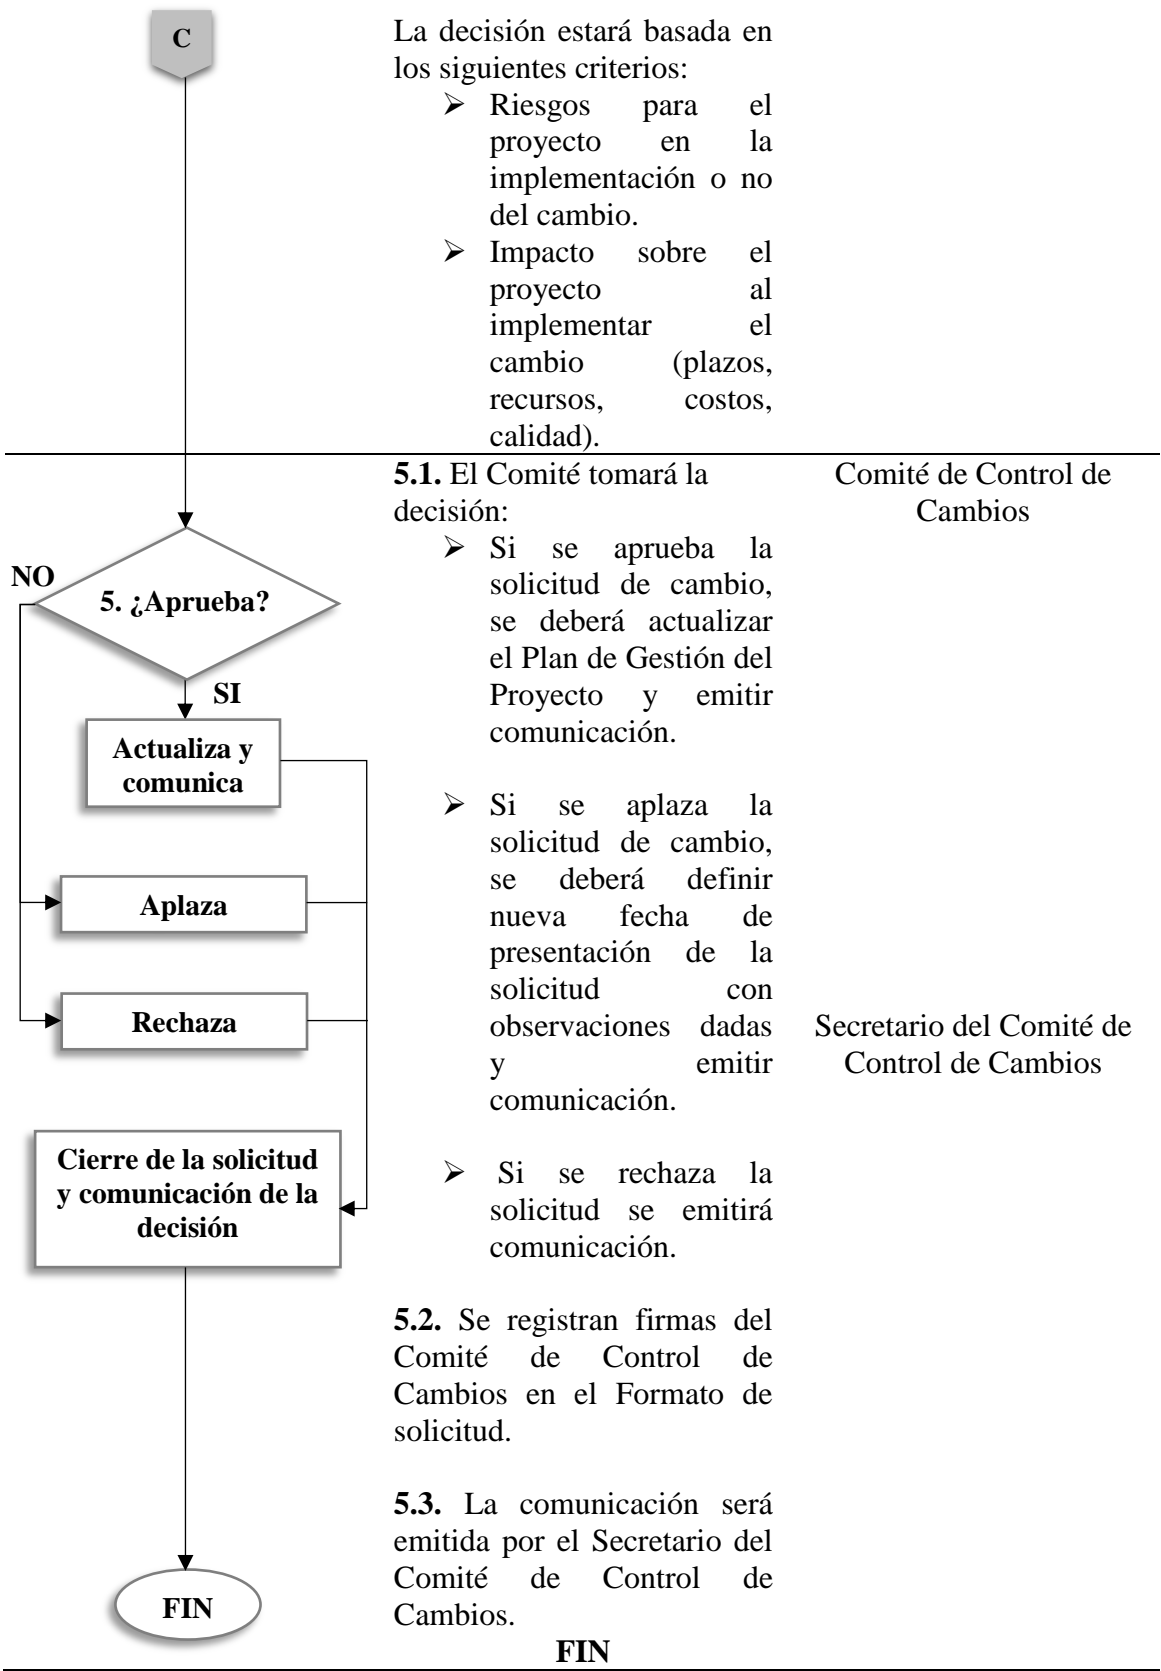 C
La decisión estará basada en
los siguientes criterios:
➢ Riesgos para el
proyecto en la
implementación o no
del cambio.
➢ Impacto sobre el
proyecto al
implementar el
cambio (plazos,
recursos, costos,
calidad).
NO
5. ¿Aprueba?
SI
Actualiza y
comunica
Aplaza
Rechaza
Cierre de la solicitud
y comunicación de la
decisión
FIN
5.1. El Comité tomará la
decisión:
➢ Si se aprueba la
solicitud de cambio,
se deberá actualizar
el Plan de Gestión del
Proyecto y emitir
comunicación.
➢ Si se aplaza la
solicitud de cambio,
se deberá definir
nueva fecha de
presentación de la
solicitud con
observaciones dadas
y emitir
comunicación.
➢ Si se rechaza la
solicitud se emitirá
comunicación.
5.2. Se registran firmas del
Comité de Control de
Cambios en el Formato de
solicitud.
5.3. La comunicación será
emitida por el Secretario del
Comité de Control de
Cambios.
Comité de Control de
Cambios
Secretario del Comité de
Control de Cambios
FIN